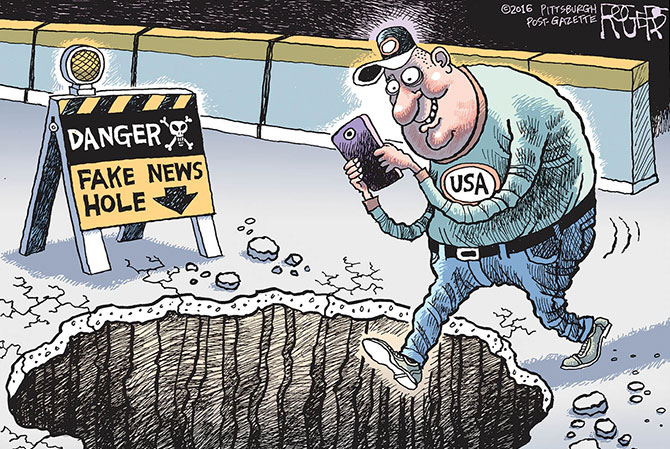 ©2016 PITTSBURGH
POST-GAZETTE
ROGERS
DANGER
FAKE NEWS
HOLE
USA